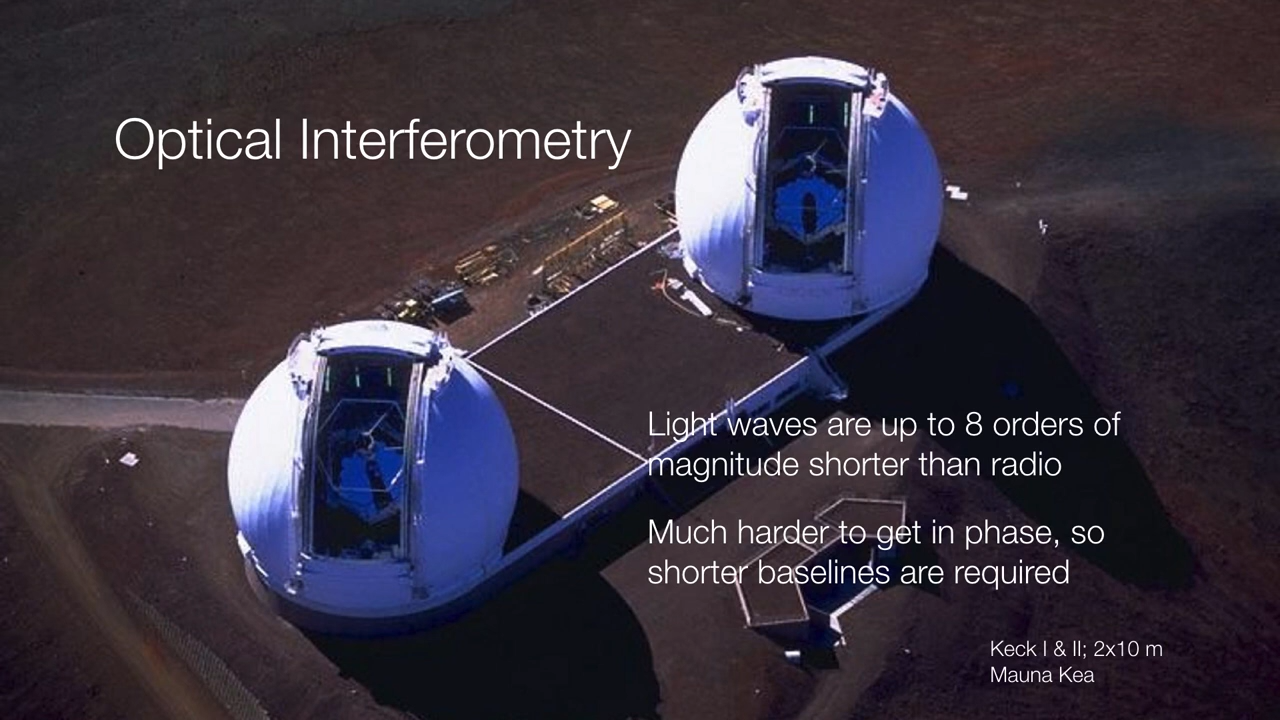 Optical Interferometry
Light waves are up to 8 orders of
magnitude shorter than radio
Much harder to get in phase, so
shorter baselines are required
Keck I & II; 2x10 m
Mauna Kea